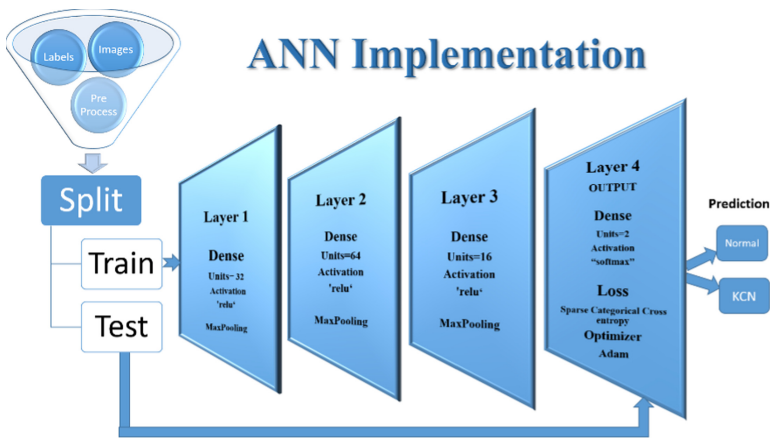 ANN Implementation
Labels
Images
Pre
Process
Split
Train
Test
Layer 1
Dense
Units=32
Activation
'relu‘
MaxPooling
Layer 2
Dense
Units=64
Activation
'relu‘
MaxPooling
Layer 3
Dense
Units=16
Activation
'relu‘
MaxPooling
Layer 4
OUTPUT
Dense
Units=2
Activation
“softmax”
Loss
Sparse Categorical Cross
entropy
Optimizer
Adam
Prediction
Normal
KCN